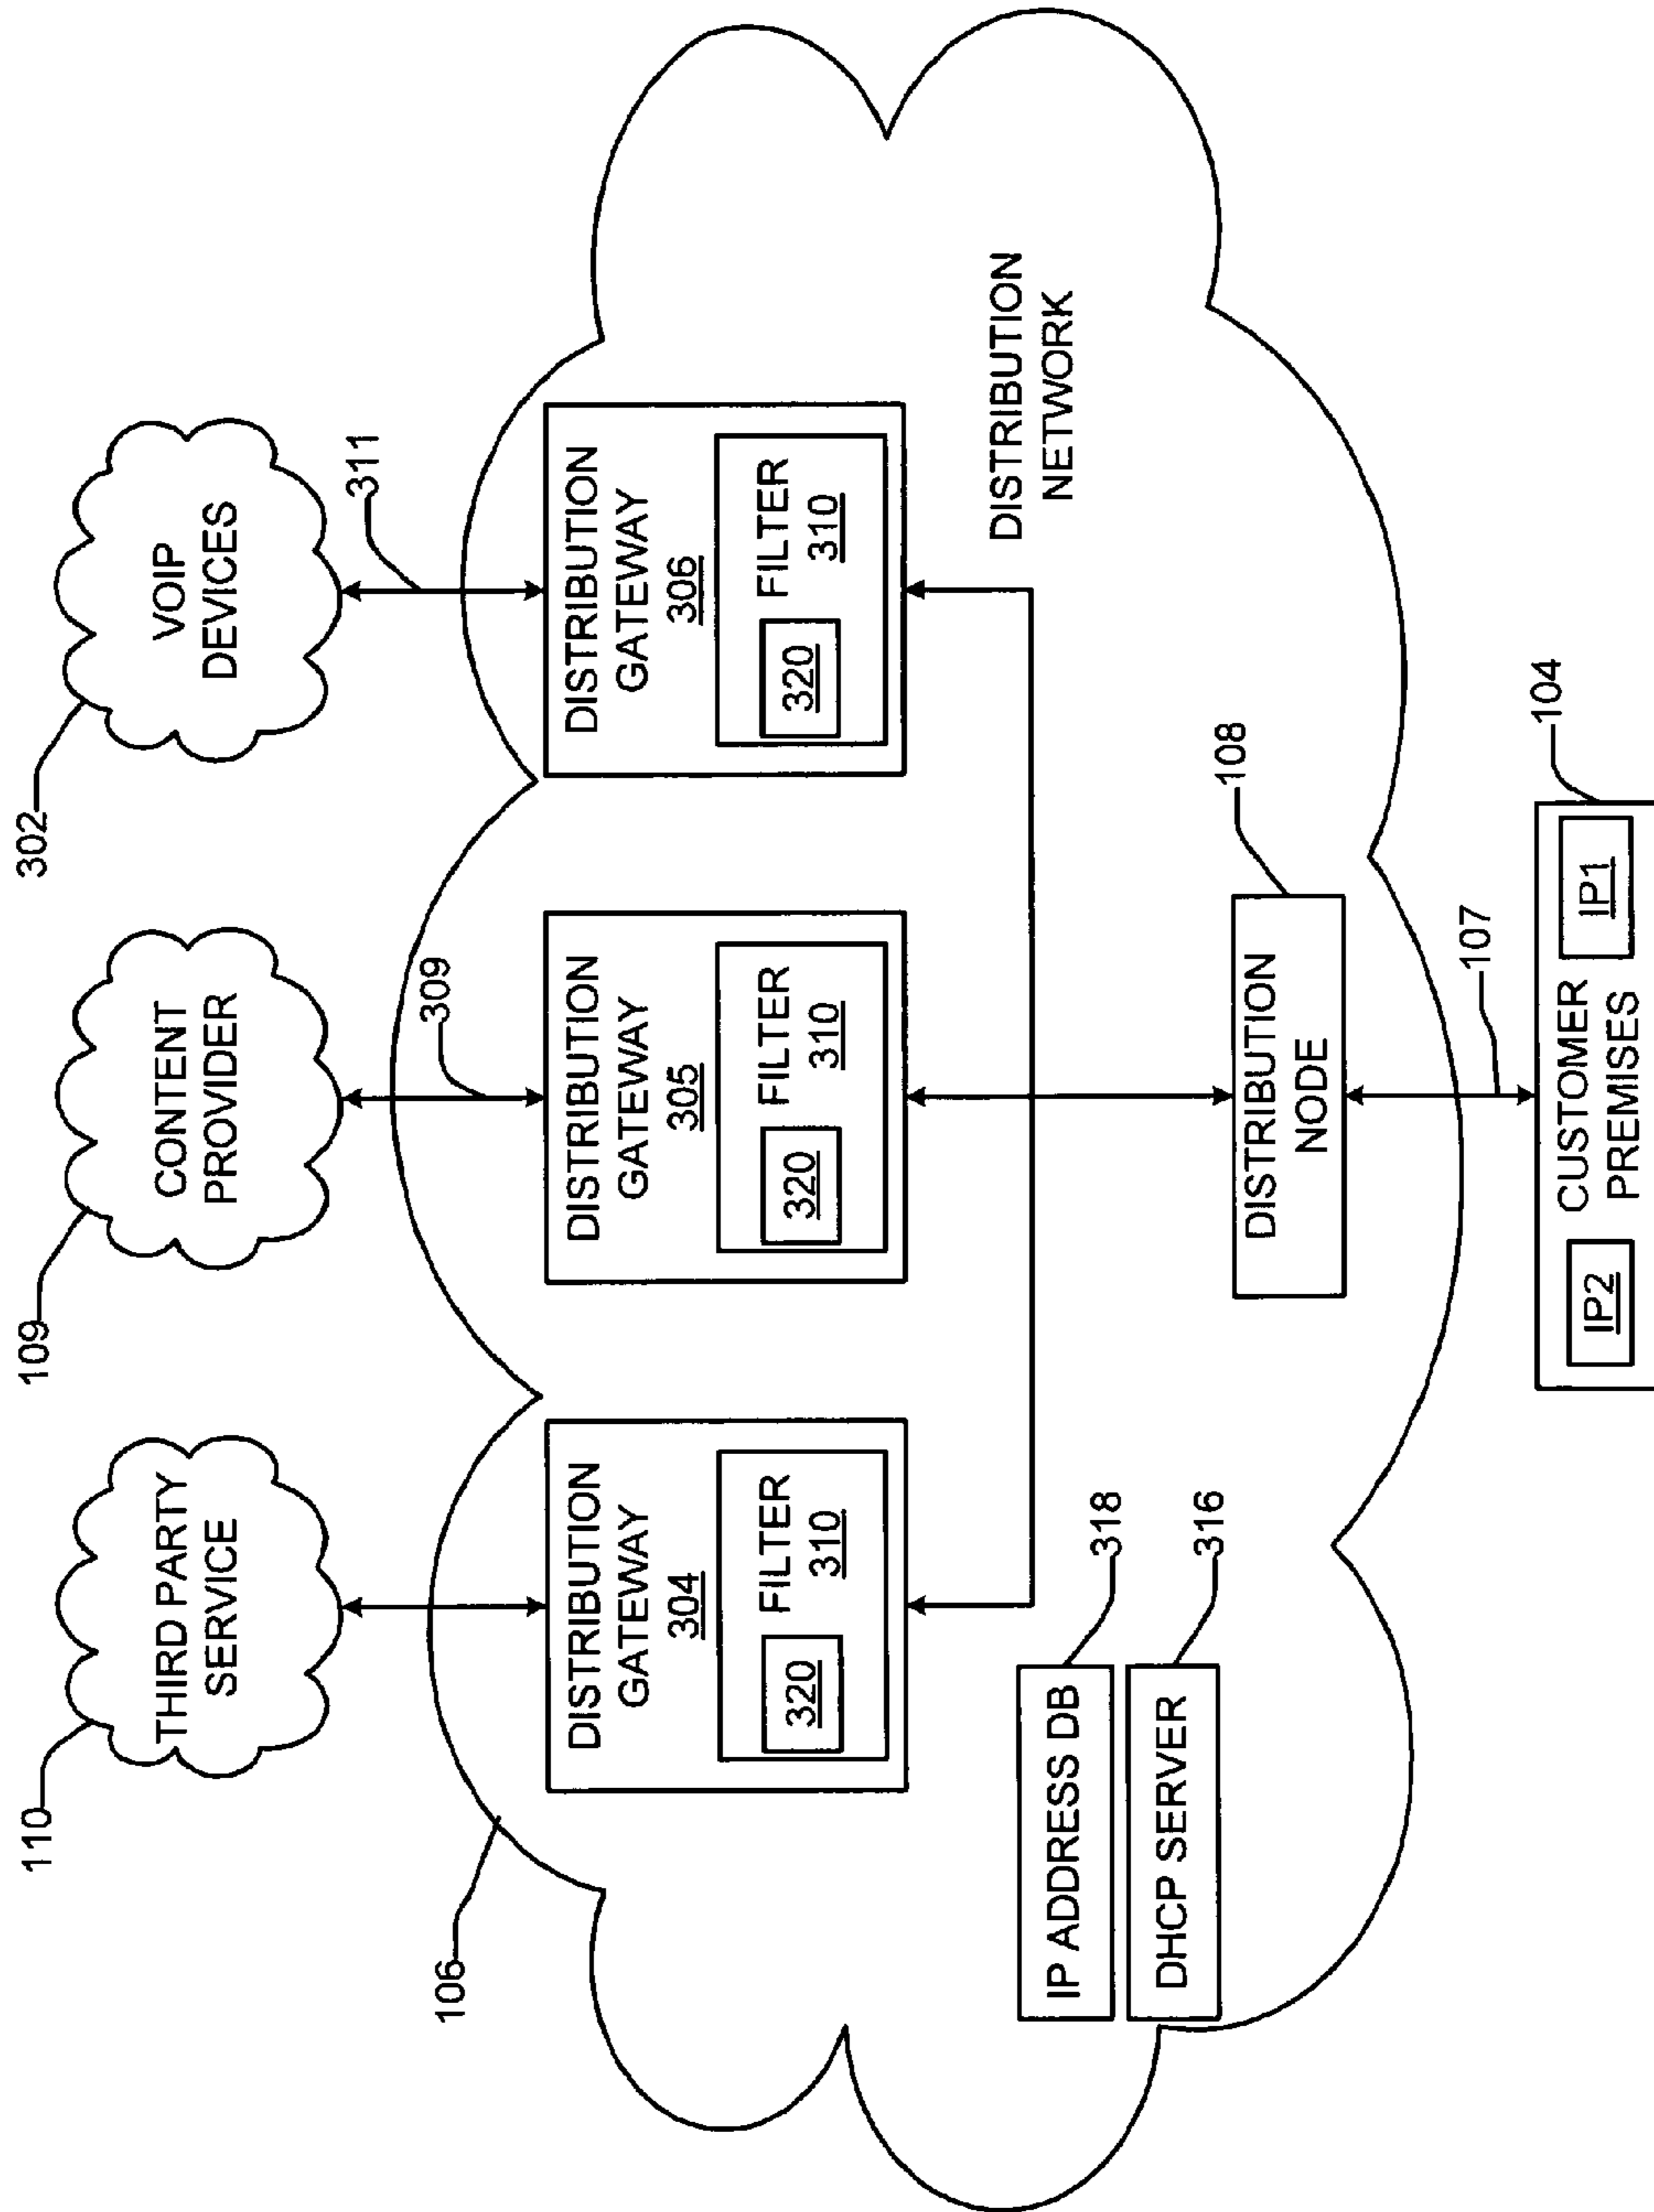 110
THIRD PARTY
SERVICE
109
CONTENT
PROVIDER
302
VOIP
DEVICES
309
311
106
DISTRIBUTION
GATEWAY
304
FILTER
310
320
DISTRIBUTION
GATEWAY
305
FILTER
310
320
DISTRIBUTION
GATEWAY
306
FILTER
310
320
DISTRIBUTION
NETWORK
IP ADDRESS DB
318
DHCP SERVER
316
DISTRIBUTION
NODE
108
107
104
IP2
CUSTOMER
PREMISES
IP1